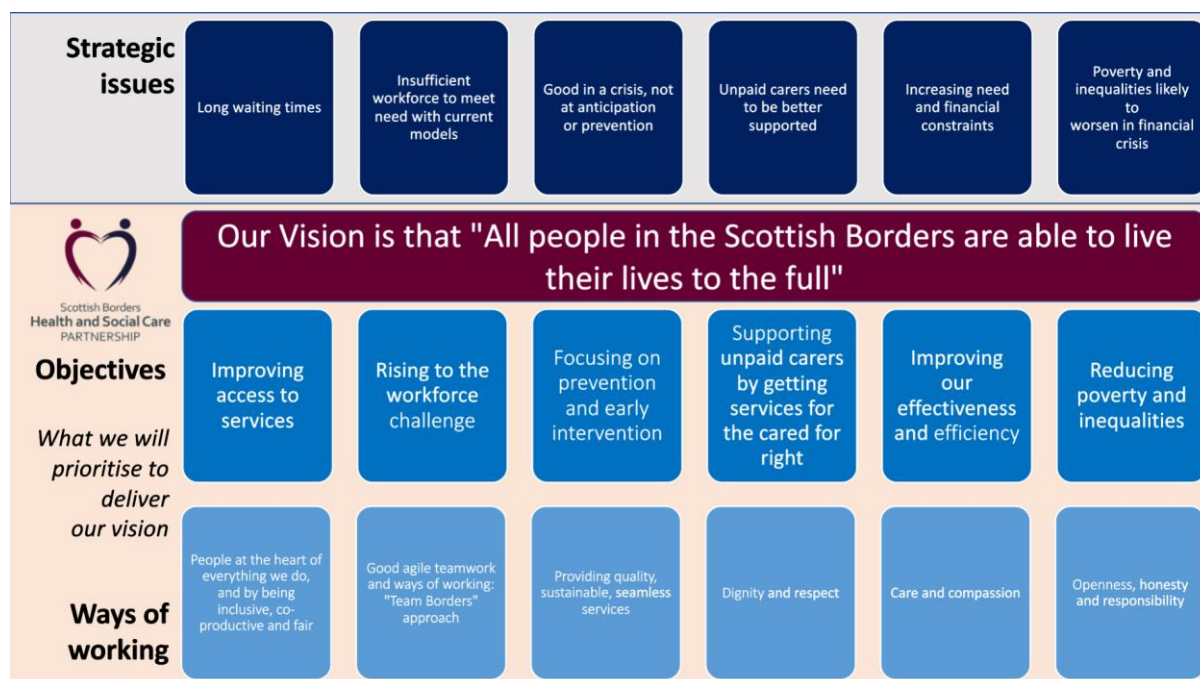 Strategic
issues
Long waiting times
Insufficient
workforce to meet
need with current
models
Good in a crisis, not
at anticipation
or prevention
Unpaid carers need
to be better
supported
Increasing need
and financial
constraints
Poverty and
inequalities likely
to
worsen in financial
crisis
Scottish Borders
Health and Social Care
PARTNERSHIP
Our Vision is that "All people in the Scottish Borders are able to live
their lives to the full"
Objectives
What we will
prioritise to
deliver
our vision
Improving
access to
services
Rising to the
workforce
challenge
Focusing on
prevention
and early
intervention
Supporting
unpaid carers
by getting
services for
the cared for
right
Improving
our
effectiveness
and efficiency
Reducing
poverty and
inequalities
Ways of
working
People at the heart of
everything we do,
and by being
inclusive, co-
productive and fair
Good agile teamwork
and ways of working:
"Team Borders"
approach
Providing quality,
sustainable, seamless
services
Dignity and respect
Care and compassion
Openness, honesty
and responsibility